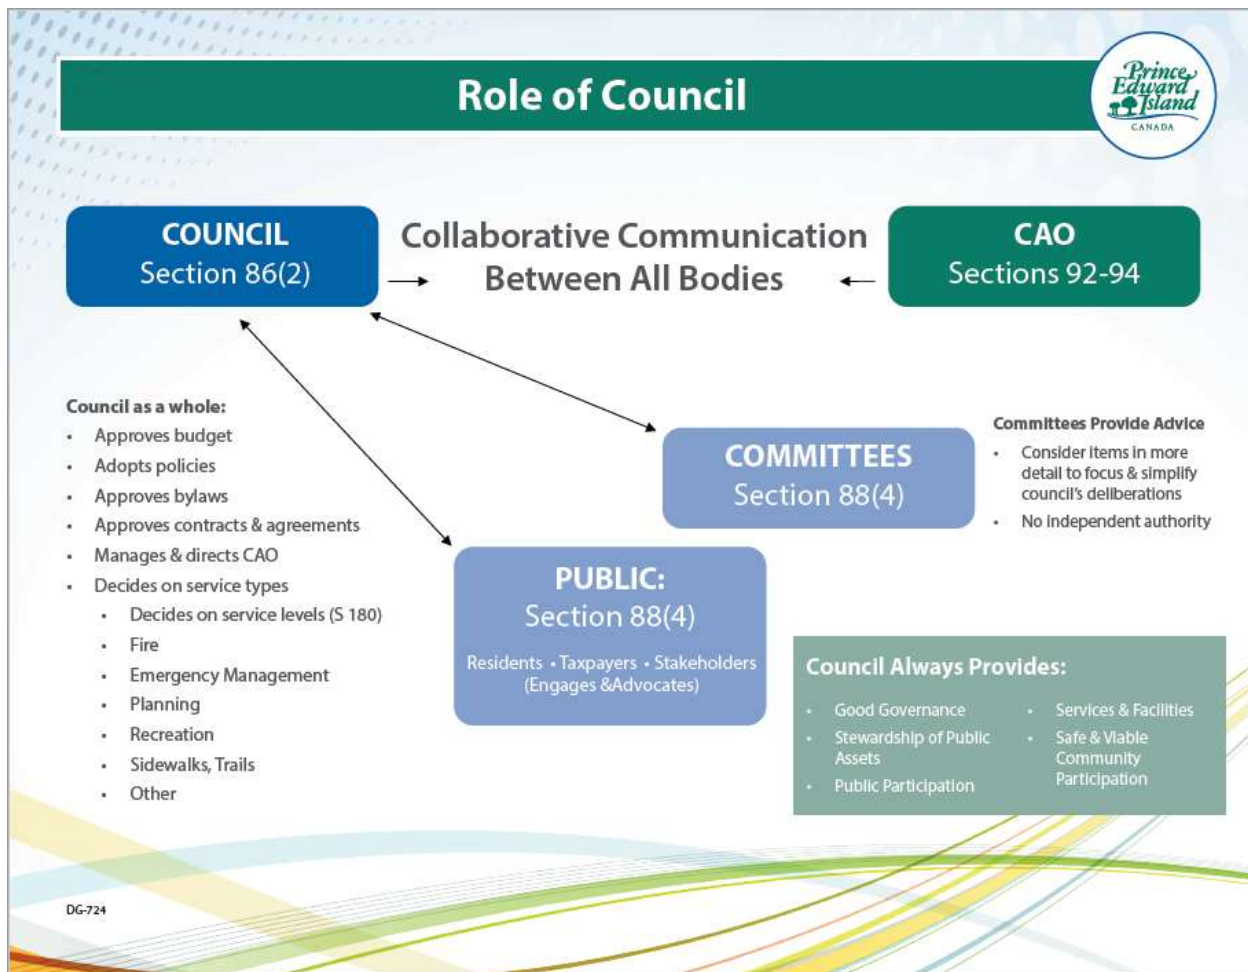 Role of Council
Prince
Edward
Island
CANADA
COUNCIL
Section 86(2)
Collaborative Communication
Between All Bodies
CAO
Sections 92-94
Council as a whole:
• Approves budget
• Adopts policies
• Approves bylaws
• Approves contracts & agreements
• Manages & directs CAO
• Decides on service types
• Decides on service levels (S 180)
• Fire
• Emergency Management
• Planning
• Recreation
• Sidewalks, Trails
• Other
COMMITTEES
Section 88(4)
Committees Provide Advice
• Consider items in more
detail to focus & simplify
council's deliberations
• No independent authority
PUBLIC:
Section 88(4)
Residents • Taxpayers • Stakeholders
(Engages &Advocates)
Council Always Provides:
• Good Governance
• Stewardship of Public
Assets
• Public Participation
• Services & Facilities
• Safe & Viable
Community
Participation
DG-724